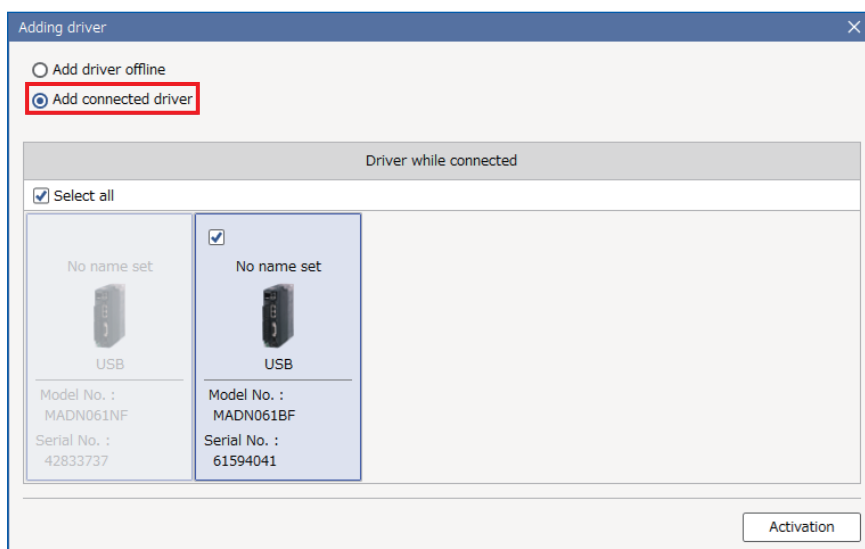 Adding driver
Add driver offline
Add connected driver
Driver while connected
Select all
No name set
USB
Model No. :
MADN061NF
Serial No. :
42833737
No name set
USB
Model No. :
MADN061BF
Serial No. :
61594041
Activation